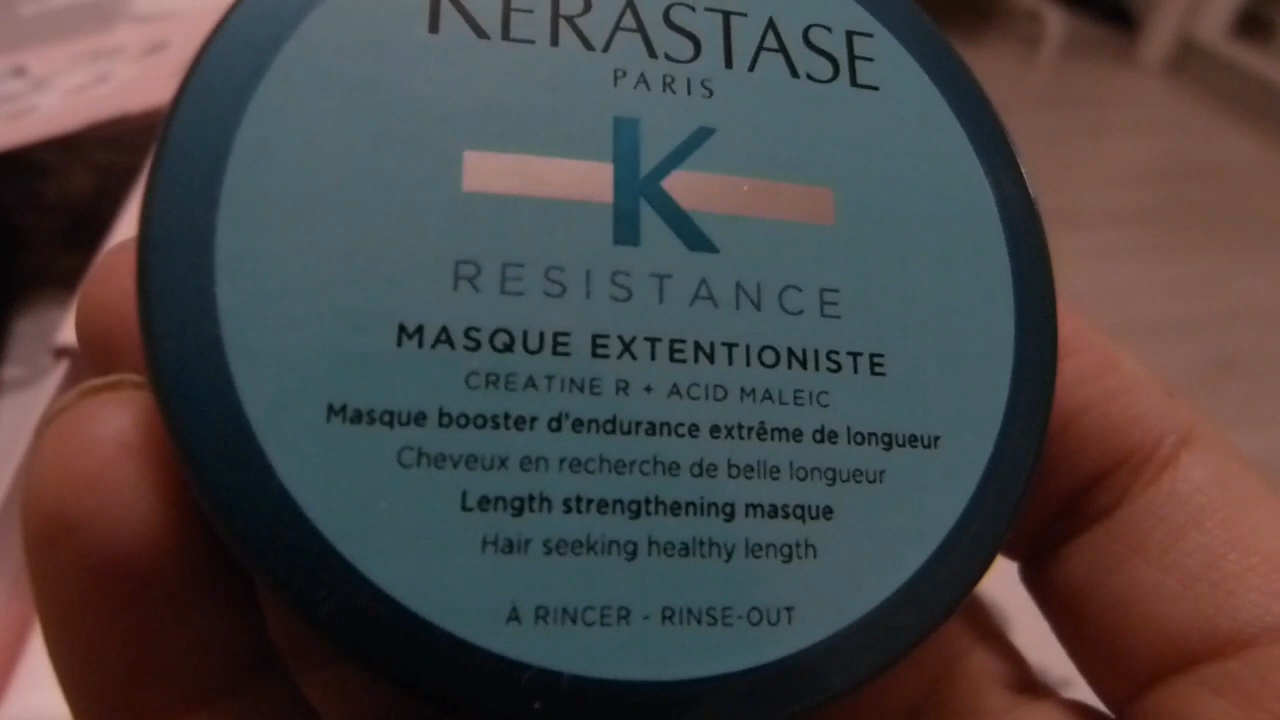 KERASTASE
PARIS
K
RESISTANCE
MASQUE EXTENTIONISTE
CREATINE R + ACID MALEIC
Masque booster d'endurance extrême de longueur
Cheveux en recherche de belle longueur
Length strengthening masque
Hair seeking healthy length
À RINCER - RINSE-OUT